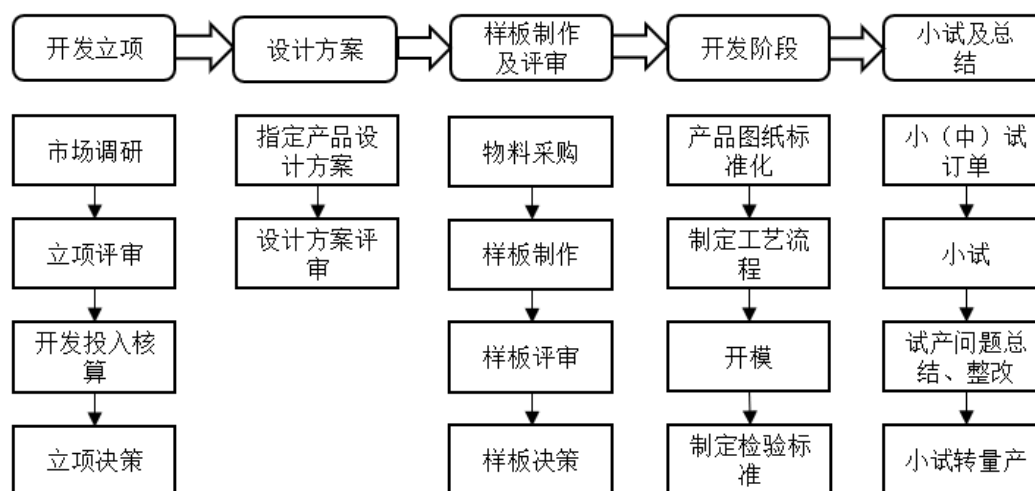 开发立项
设计方案
样板制作
及评审
开发阶段
小试及总
结
市场调研
指定产品设
计方案
物料采购
产品图纸标
准化
小（中）试
订单
立项评审
设计方案评
审
样板制作
制定工艺流
程
小试
开发投入核
算
样板评审
开模
试产问题总
结、整改
立项决策
样板决策
制定检验标
准
小试转量产